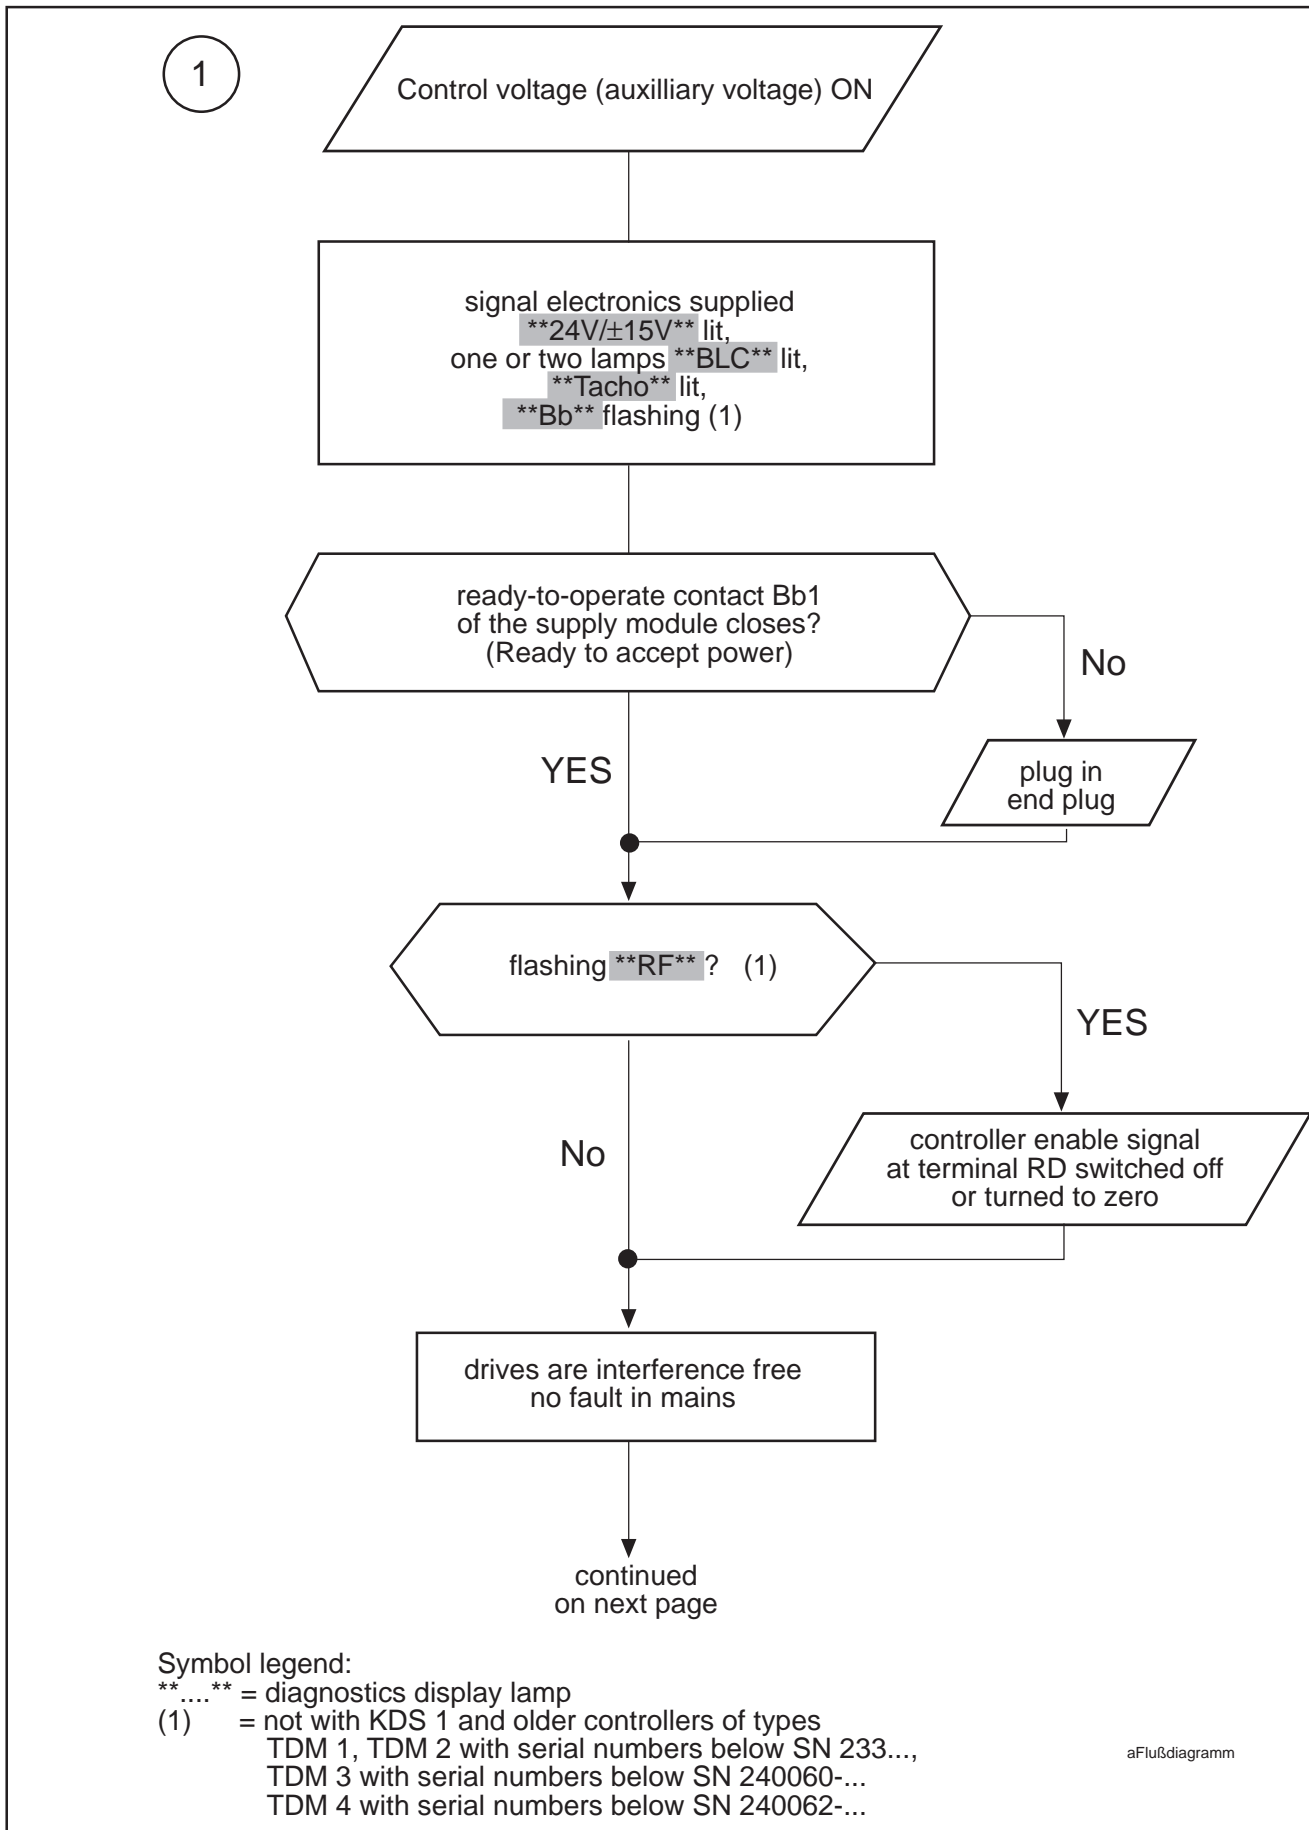 1
Control voltage (auxilliary voltage) ON
signal electronics supplied
**24V/±15V** lit,
one or two lamps **BLC** lit,
**Tacho** lit,
**Bb** flashing (1)
ready-to-operate contact Bb1
of the supply module closes?
(Ready to accept power)
No
YES
plug in
end plug
flashing **RF** ? (1)
YES
No
controller enable signal
at terminal RD switched off
or turned to zero
drives are interference free
no fault in mains
continued
on next page
Symbol legend:
**....** = diagnostics display lamp
(1) = not with KDS 1 and older controllers of types
TDM 1, TDM 2 with serial numbers below SN 233...,
TDM 3 with serial numbers below SN 240060-...
TDM 4 with serial numbers below SN 240062-...
aFlußdiagramm